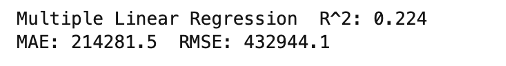 Multiple Linear Regression  R^2: 0.224
MAE: 214281.5  RMSE: 432944.1